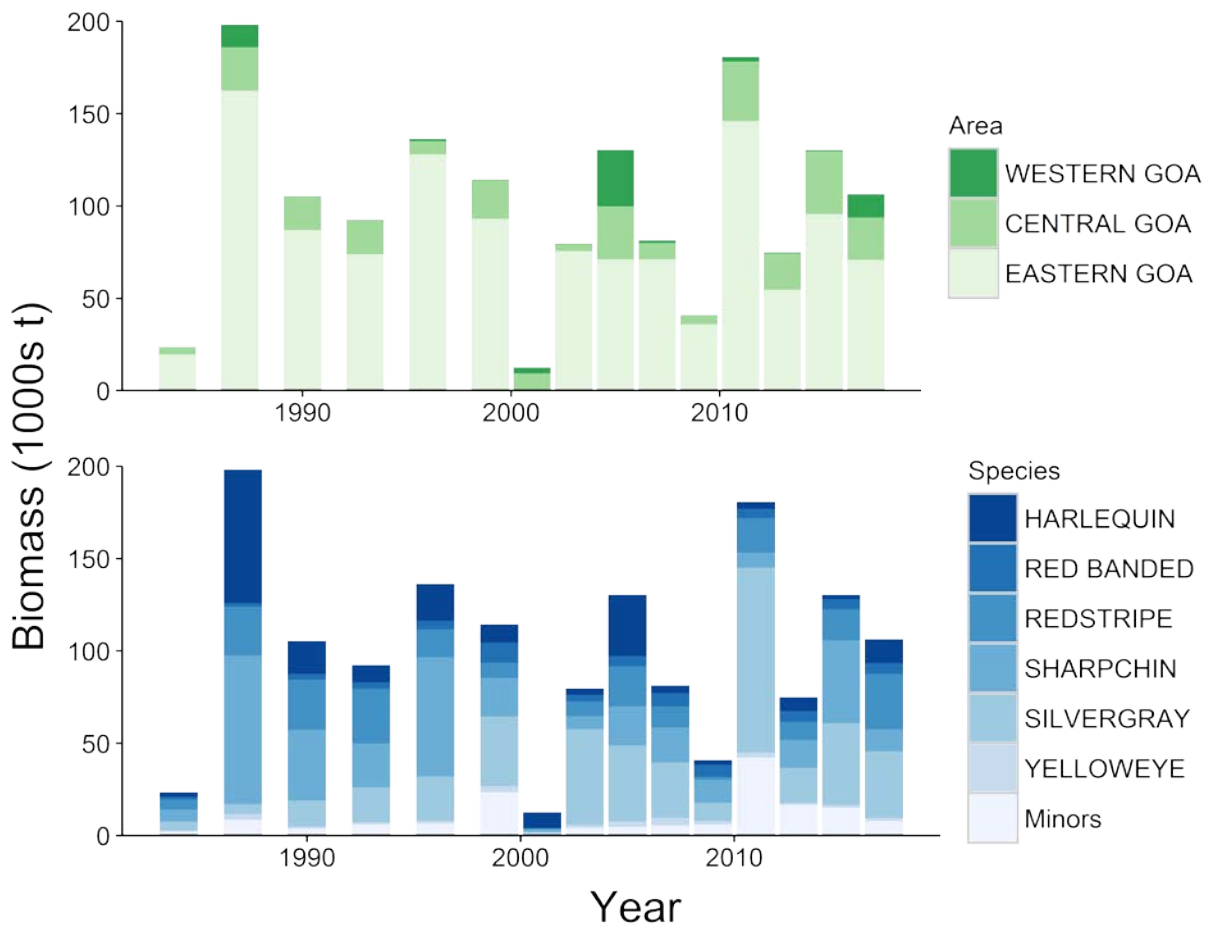 Biomass (1000s t)
200
150
100
50
0
1990
2000
2010
Area
WESTERN GOA
CENTRAL GOA
EASTERN GOA
200
150
100
50
0
1990
2000
2010
Species
HARLEQUIN
RED BANDED
REDSTRIPE
SHARPCHIN
SILVERGRAY
YELLOWEYE
Minors
Year